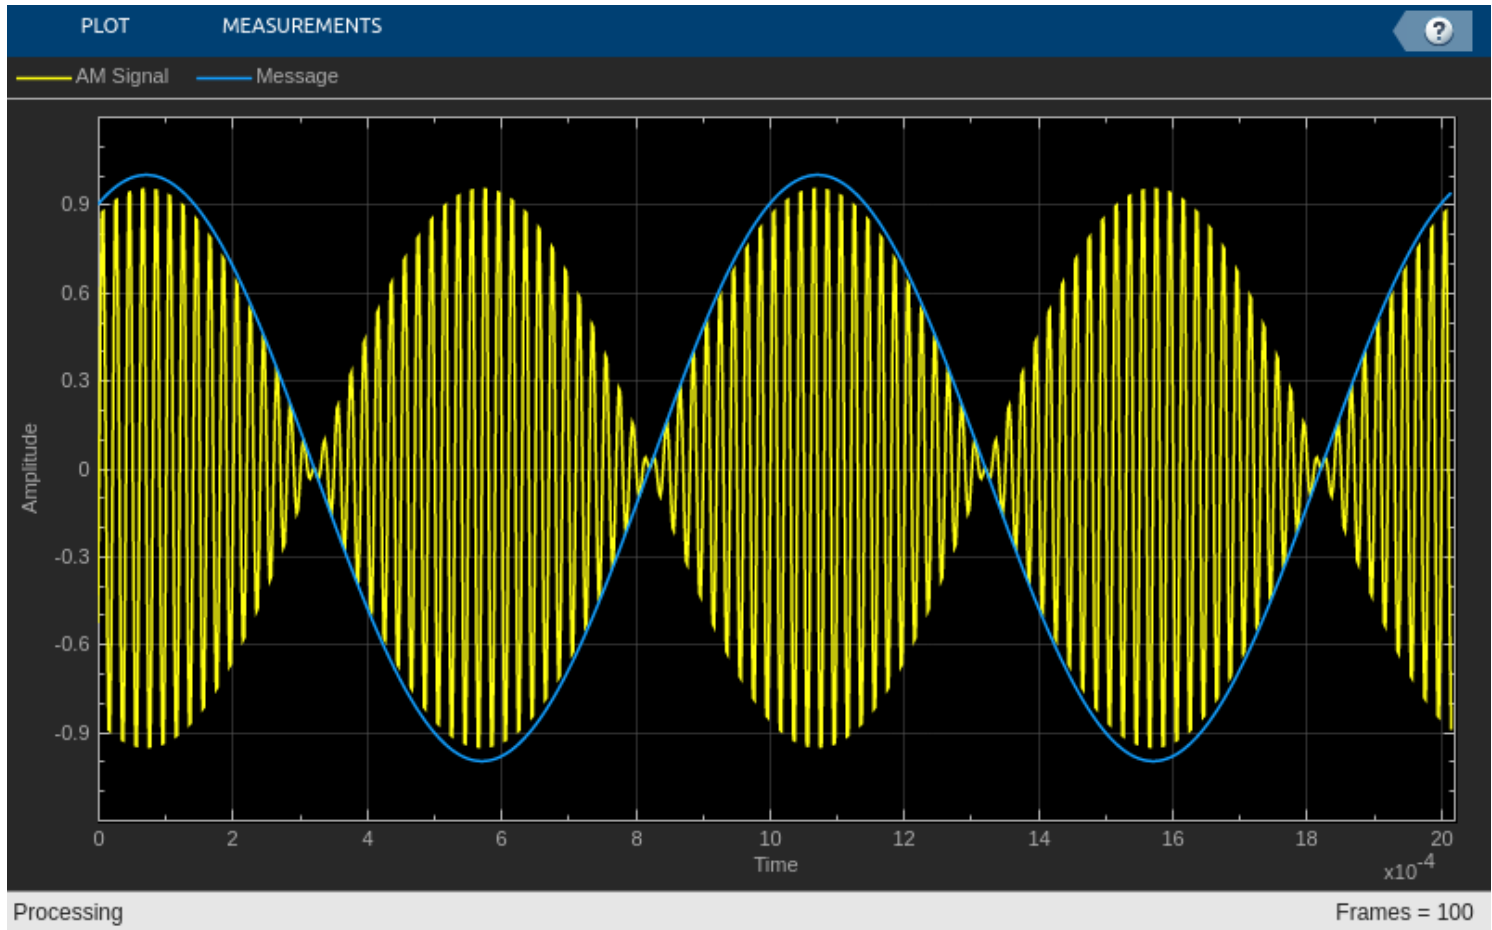 PLOT MEASUREMENTS ?
AM Signal Message
0.9
0.6
0.3
0
-0.3
-0.6
-0.9
Amplitude
0 2 4 6 8 10 12 14 16 18 20
Time
x10-4
Processing Frames = 100